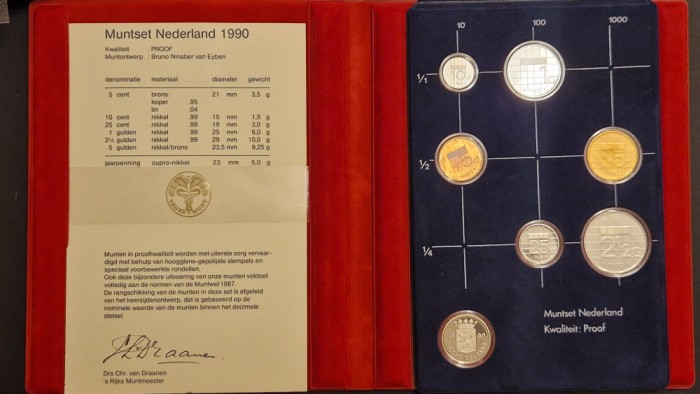 Muntset Nederland 1990
Kwaliteit : PROOF
Muntontwerp : Bruno Ninaber van Eyben
denominatie materiaal diameter gewicht
5 cent brons: 21 mm 3,5 g
koper .95
tin .04
10 cent nikkel .99 15 mm 1,5 g
25 cent nikkel .99 19 mm 3,0 g
1 gulden nikkel .99 25 mm 6,0 g
2½ gulden nikkel .99 29 mm 10,0 g
5 gulden nikkel/brons 23,5 mm 9,25 g
jaarpenning cupro-nikkel 23 mm 5,0 g
Munten in proofkwaliteit worden met uiterste zorg vervaar-
digd met behulp van hoogglans-gepolijste stempels en
speciaal voorbewerkte rondellen.
Ook deze bijzondere uitvoering van onze munten voldoet
volledig aan de normen van de Muntwet 1987.
De rangschikking van de munten in deze set is afgeleid
van het keerzijdenontwerp, dat is gebaseerd op de
nominale waarde van de munten binnen het decimale
stelsel.
Drs Chr. van Draanen
's Rijks Muntmeester
10 100 1000
1/1
10
1
1/2
5
5
1/4
25
2½
Muntset Nederland
Kwaliteit: Proof